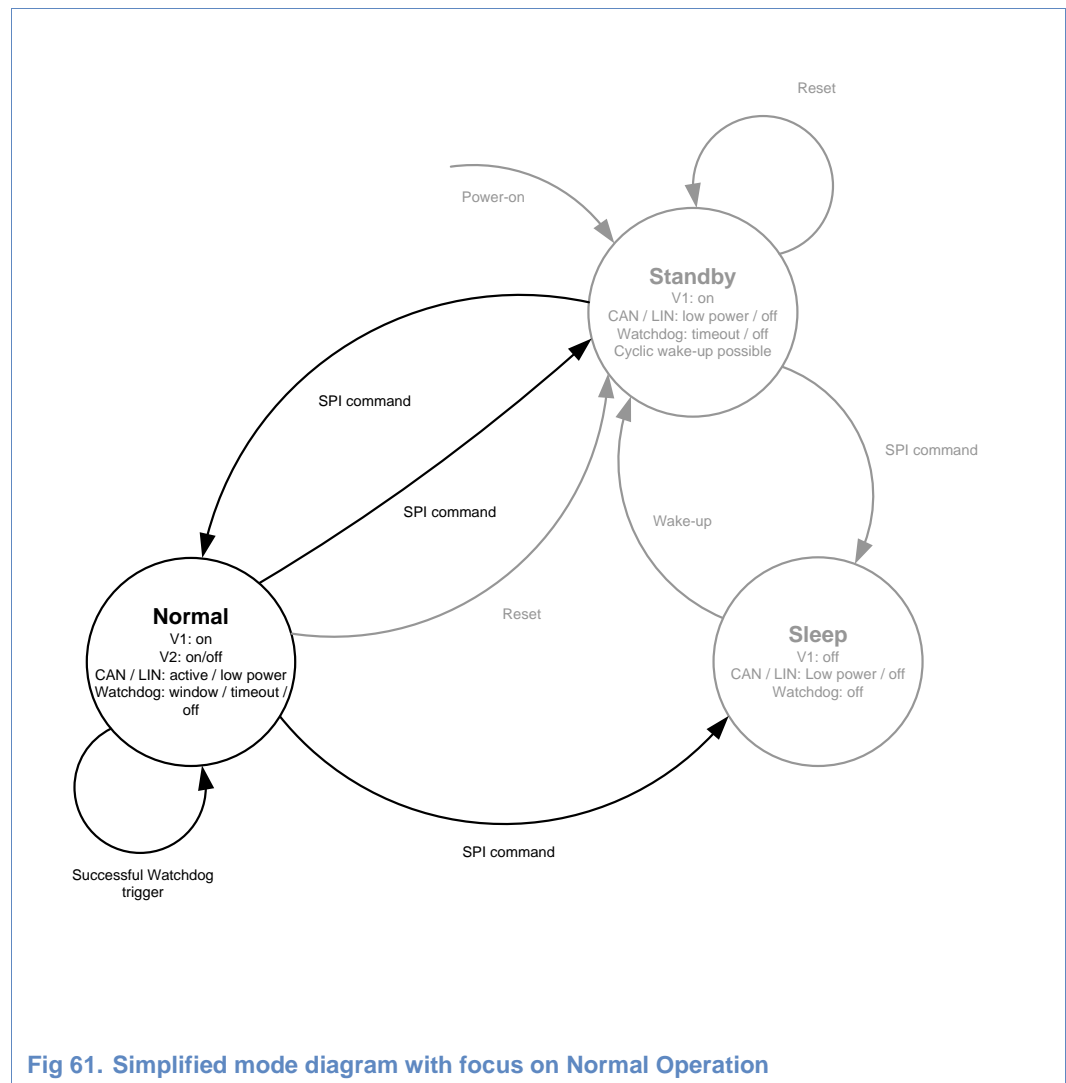 Reset
Power-on
Standby
V1: on
CAN / LIN: low power / off
Watchdog: timeout / off
Cyclic wake-up possible
SPI command
SPI command
SPI command
Wake-up
Reset
Normal
V1: on
V2: on/off
CAN / LIN: active / low power
Watchdog: window / timeout /
off
Sleep
V1: off
CAN / LIN: Low power / off
Watchdog: off
SPI command
Successful Watchdog
trigger
Fig 61. Simplified mode diagram with focus on Normal Operation